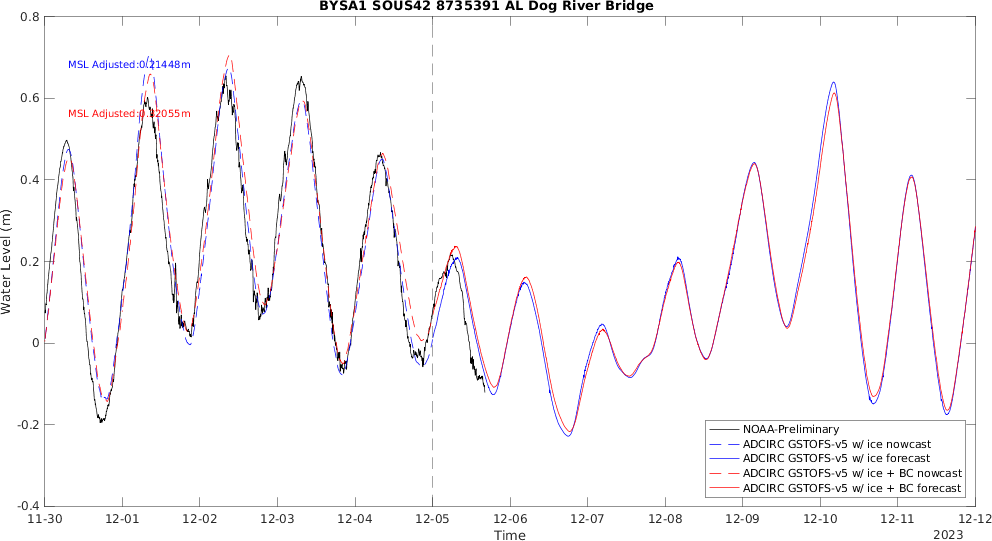 BYSA1 SOUS42 8735391 AL Dog River Bridge
0.8
0.6
0.4
0.2
0
-0.2
-0.4
Water Level (m)
MSL Adjusted:0.21448m
MSL Adjusted:0.22055m
NOAA-Preliminary
ADCIRC GSTOFS-v5 w/ ice nowcast
ADCIRC GSTOFS-v5 w/ ice forecast
ADCIRC GSTOFS-v5 w/ ice + BC nowcast
ADCIRC GSTOFS-v5 w/ ice + BC forecast
11-30 12-01 12-02 12-03 12-04 12-05 12-06 12-07 12-08 12-09 12-10 12-11 12-12
Time
2023